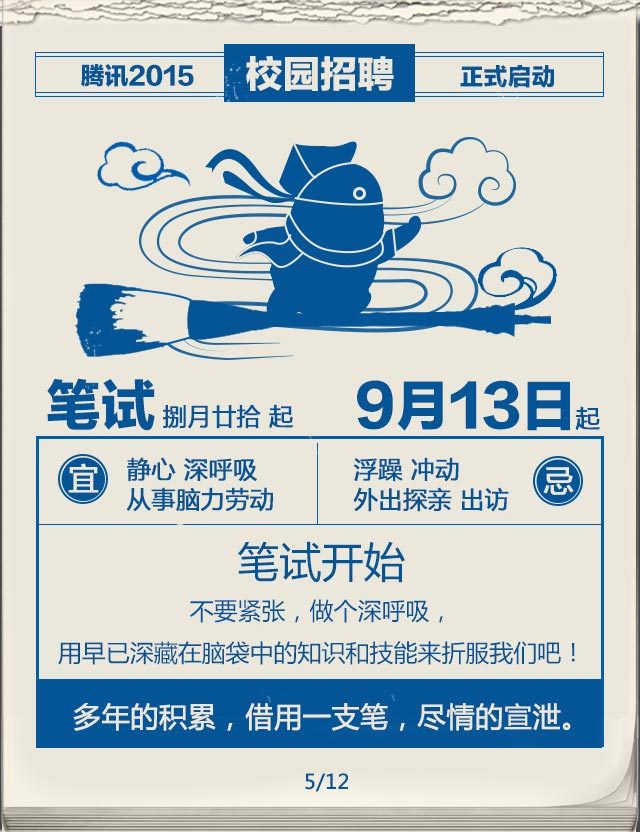 腾讯2015 校园招聘 正式启动
笔试 捌月廿拾 起 9月13日起
宜 静心 深呼吸
从事脑力劳动
浮躁 冲动 忌
外出探亲 出访
笔试开始
不要紧张，做个深呼吸，
用早已深藏在脑袋中的知识和技能来折服我们吧！
多年的积累，借用一支笔，尽情的宣泄。
5/12